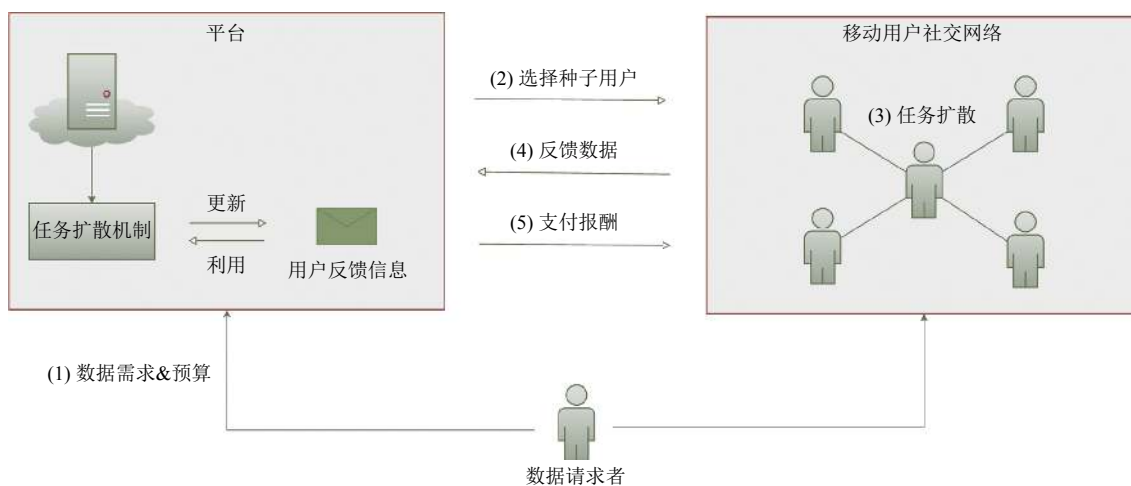 平台
移动用户社交网络
(2) 选择种子用户
(3) 任务扩散
(4) 反馈数据
更新
任务扩散机制
(5) 支付报酬
利用
用户反馈信息
(1) 数据需求&预算
数据请求者